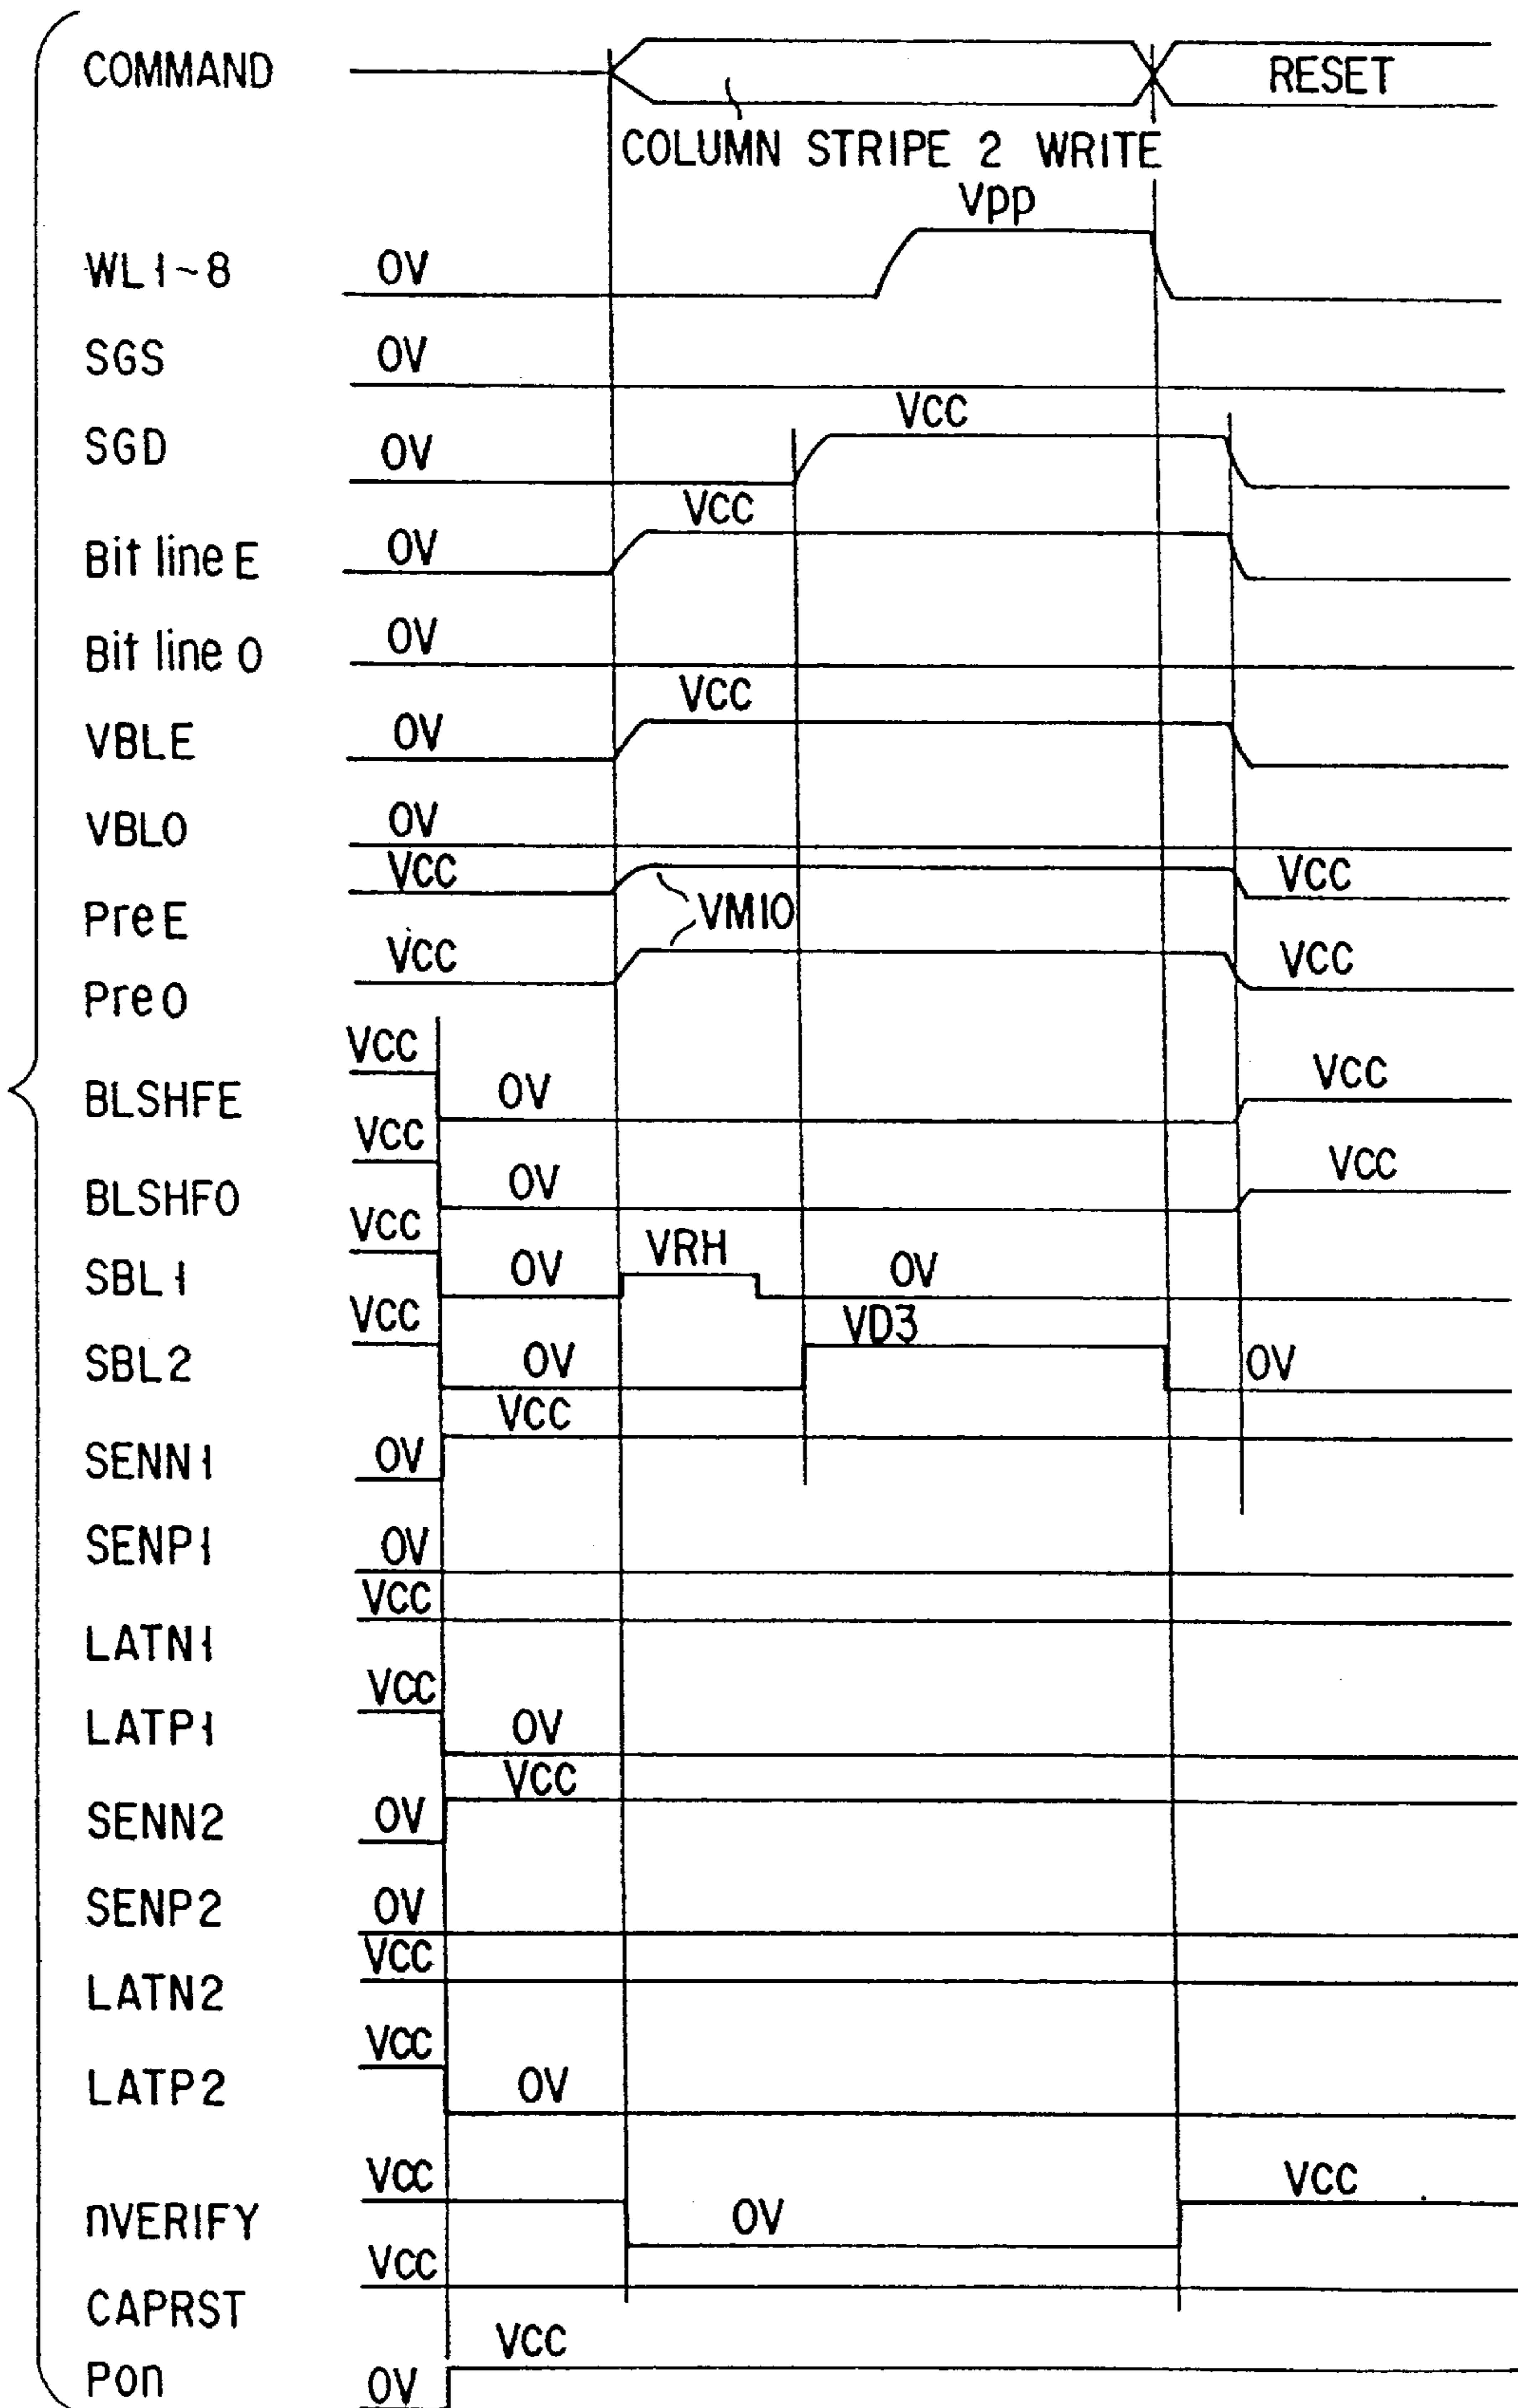 COMMAND RESET
COLUMN STRIPE 2 WRITE
Vpp
WL1~8 0V
SGS 0V
VCC
SGD 0V
VCC
Bit line E 0V
Bit line O 0V
VCC
VBLE 0V
VBLO 0V
VCC VCC
PreE VM10
VCC VCC
PreO
VCC VCC
BLSHFE 0V
VCC VCC
BLSHFO 0V
VCC VRH
SBL1 0V 0V
VCC VD3
SBL2 0V 0V
VCC
SENN1 0V
SENP1 0V
VCC
LATN1
VCC
LATP1 0V
VCC
SENN2 0V
SENP2 0V
VCC
LATN2
VCC
LATP2 0V
VCC VCC
nVERIFY 0V
VCC
CAPRST
VCC
Pon 0V